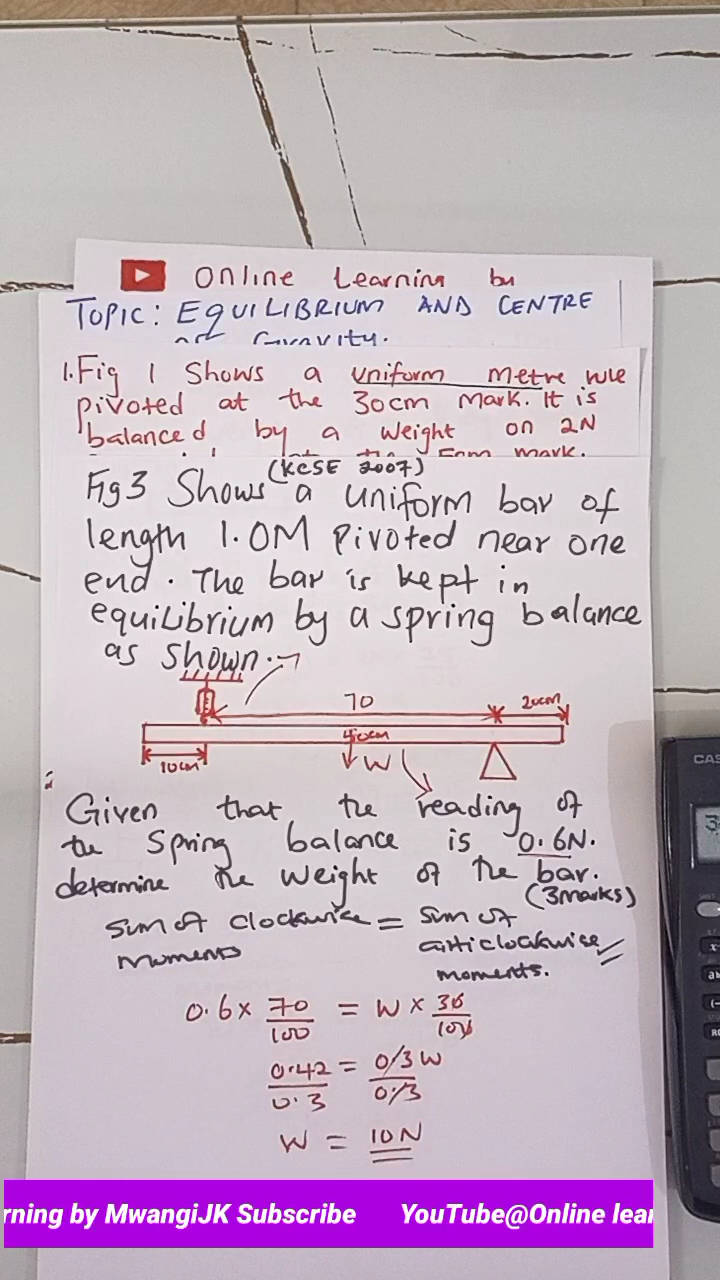 Online Learning by
TOPIC: EQUILIBRIUM AND CENTRE
OF Gravity.
1. Fig 1 Shows a uniform metre rule
pivoted at the 30cm mark. It is
balanced by a weight on 2N
mark.
(KCSE 2007)
Fig 3 Shows a uniform bar of
length 1.0M pivoted near one
end. The bar is kept in
equilibrium by a spring balance
as shown.
70
20cm
40cm
10cm
W
Given that the reading of
the spring balance is 0.6N.
determine the weight of the bar.
(3marks)
sum of clockwise = sum of
moments anticlockwise
moments.
0.6 x 70/100 = W x 30/100
0.42/0.3 = 0.3W/0.3
W = 10N
rning by MwangiJK Subscribe YouTube@Online lear
CAS